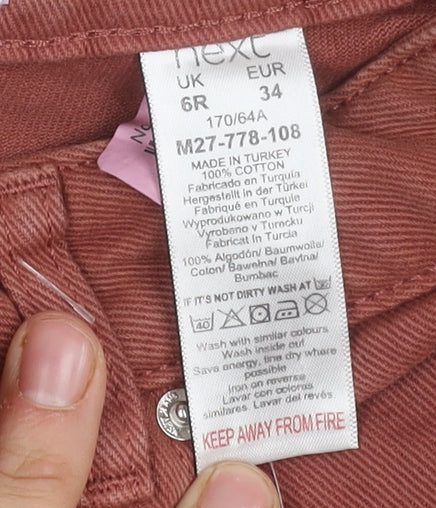 next
UK EUR
6R 34
170/64A
M27-778-108
MADE IN TURKEY
100% COTTON
Fabricado en Turquía
Hergestellt in der Türkei
Fabriqué en Turquie
Wyprodukowano w Turcji
Vyrobeno v Turecku
Fabricat în Turcia
100% Algodón/ Baumwolle/
Coton/ Bawełna/ Bavlna/
Bumbac
IF IT'S NOT DIRTY WASH AT
40
Wash with similar colours
Wash inside out
Save energy, line dry where
possible
Iron on reverse
Lavar con colores
similares. Lavar del revés.
KEEP AWAY FROM FIRE